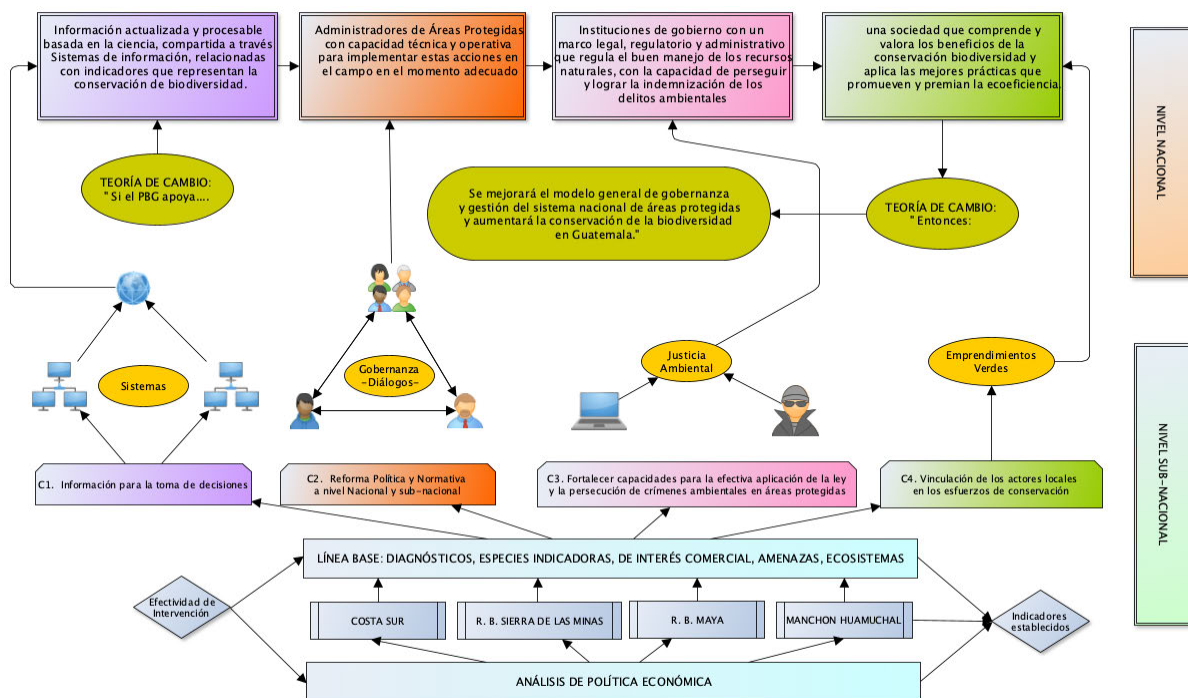 Información actualizada y procesable
basada en la ciencia, compartida a través
Sistemas de información, relacionadas
con indicadores que representan la
conservación de biodiversidad.
Administradores de Áreas Protegidas
con capacidad técnica y operativa
para implementar estas acciones en
el campo en el momento adecuado
Instituciones de gobierno con un
marco legal, regulatorio y administrativo
que regula el buen manejo de los recursos
naturales, con la capacidad de perseguir
y lograr la indemnización de los
delitos ambientales
una sociedad que comprende y
valora los beneficios de la
conservación biodiversidad y
aplica las mejores prácticas que
promueven y premian la ecoeficiencia.
NIVEL NACIONAL
TEORÍA DE CAMBIO:
" Si el PBG apoya....
Se mejorará el modelo general de gobernanza
y gestión del sistema nacional de áreas protegidas
y aumentará la conservación de la biodiversidad
en Guatemala."
TEORÍA DE CAMBIO:
" Entonces:
Sistemas
Gobernanza
-Diálogos-
Justicia
Ambiental
Emprendimientos
Verdes
NIVEL SUB-NACIONAL
C1. Información para la toma de decisiones
C2. Reforma Política y Normativa
a nivel Nacional y sub-nacional
C3. Fortalecer capacidades para la efectiva aplicación de la ley
y la persecución de crímenes ambientales en áreas protegidas
C4. Vinculación de los actores locales
en los esfuerzos de conservación
LÍNEA BASE: DIAGNÓSTICOS, ESPECIES INDICADORAS, DE INTERÉS COMERCIAL, AMENAZAS, ECOSISTEMAS
Efectividad de
Intervención
COSTA SUR
R. B. SIERRA DE LAS MINAS
R. B. MAYA
MANCHON HUAMUCHAL
Indicadores
establecidos
ANÁLISIS DE POLÍTICA ECONÓMICA